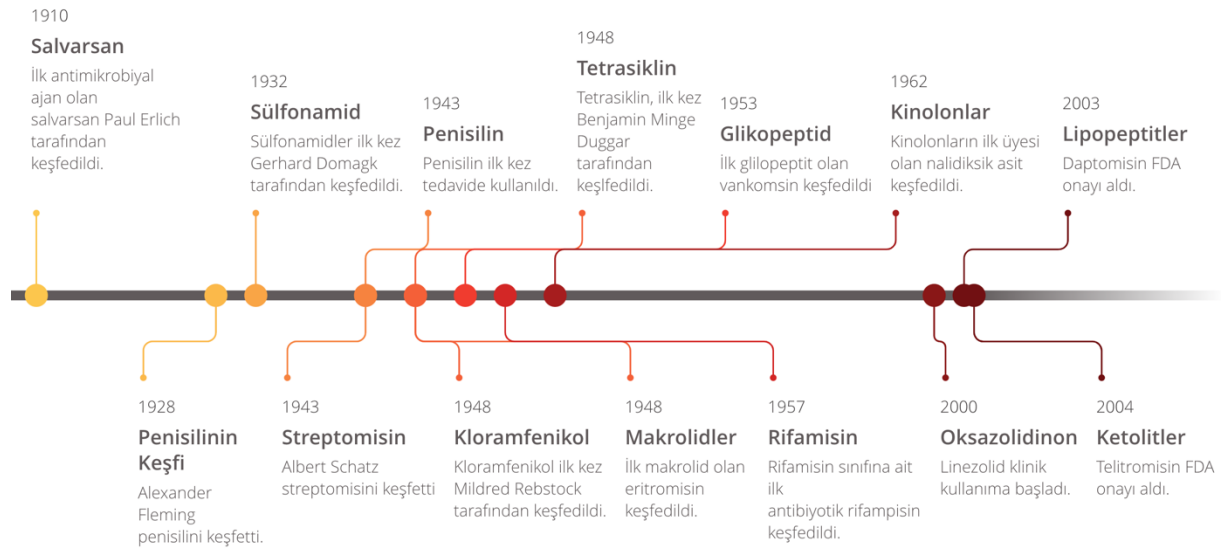 1910
Salvarsan
İlk antimikrobiyal
ajan olan
salvarsan Paul Erlich
tarafından
keşfedildi.
1932
Sülfonamid
Sülfonamidler ilk kez
Gerhard Domagk
tarafından keşfedildi.
1943
Penisilin
Penisilin ilk kez
tedavide kullanıldı.
1948
Tetrasiklin
Tetrasiklin, ilk kez
Benjamin Minge
Duggar
tarafından
keşlfedildi.
1953
Glikopeptid
İlk glilopeptit olan
vankomsin keşfedildi
1962
Kinolonlar
Kinolonların ilk üyesi
olan nalidiksik asit
keşfedildi.
2003
Lipopeptitler
Daptomisin FDA
onayı aldı.
1928
Penisilinin
Keşfi
Alexander
Fleming
penisilini keşfetti.
1943
Streptomisin
Albert Schatz
streptomisini keşfetti
1948
Kloramfenikol
Kloramfenikol ilk kez
Mildred Rebstock
tarafından keşfedildi.
1948
Makrolidler
İlk makrolid olan
eritromisin
keşfedildi.
1957
Rifamisin
Rifamisin sınıfına ait
ilk
antibiyotik rifampisin
keşfedildi.
2000
Oksazolidinon
Linezolid klinik
kullanıma başladı.
2004
Ketolitler
Telitromisin FDA
onayı aldı.